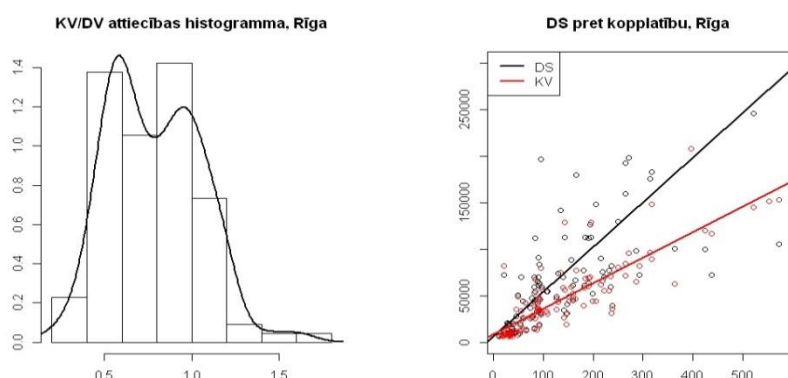 KV/DV attiecības histogramma, Rīga
1.4
1.2
1.0
0.8
0.6
0.4
0.2
0.0
0.5 1.0 1.5
DS pret kopplatību, Rīga
DS
KV
250000
150000
50000
0
0 100 200 300 400 500